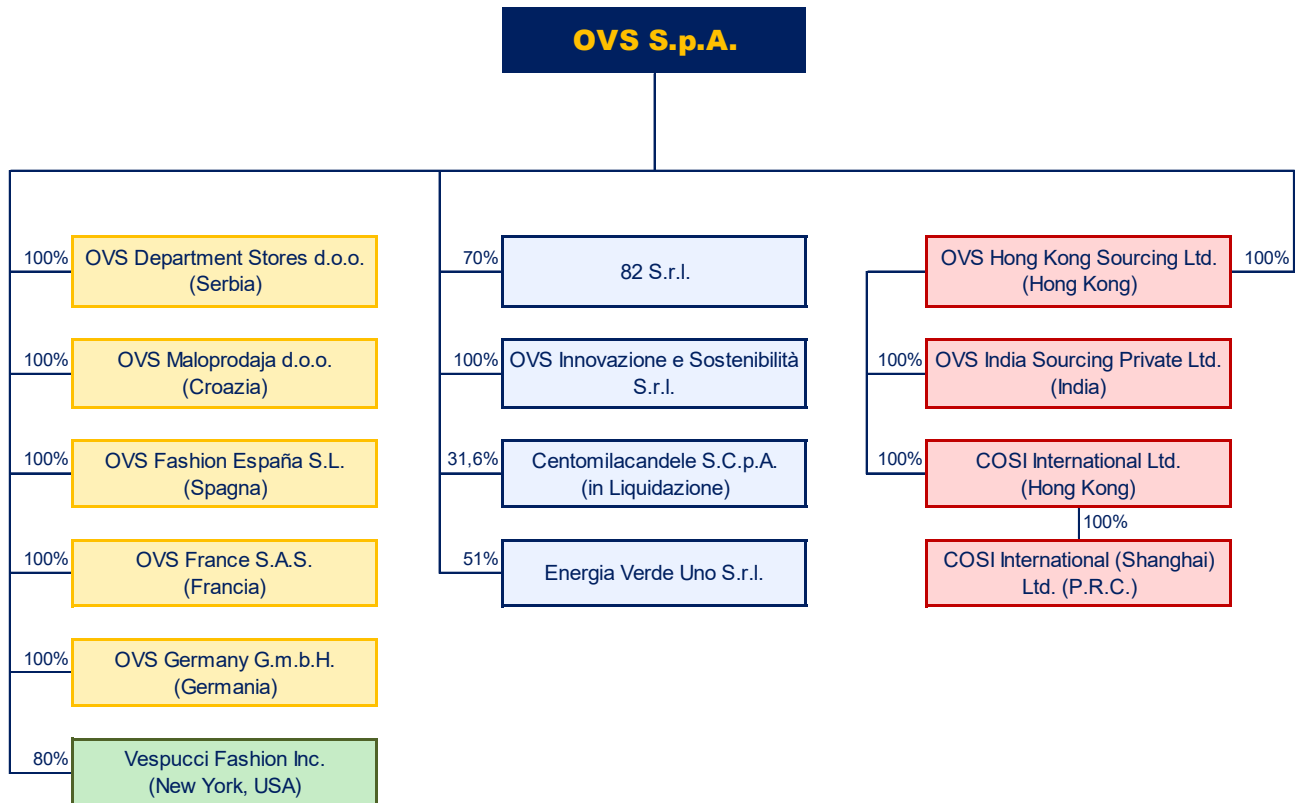 OVS S.p.A.
100%
OVS Department Stores d.o.o.
(Serbia)
100%
OVS Maloprodaja d.o.o.
(Croazia)
100%
OVS Fashion España S.L.
(Spagna)
100%
OVS France S.A.S.
(Francia)
100%
OVS Germany G.m.b.H.
(Germania)
80%
Vespucci Fashion Inc.
(New York, USA)
70%
82 S.r.l.
100%
OVS Innovazione e Sostenibilità
S.r.l.
31,6%
Centomilacandele S.C.p.A.
(in Liquidazione)
51%
Energia Verde Uno S.r.l.
OVS Hong Kong Sourcing Ltd.
(Hong Kong)
100%
100%
OVS India Sourcing Private Ltd.
(India)
100%
COSI International Ltd.
(Hong Kong)
100%
COSI International (Shanghai)
Ltd. (P.R.C.)